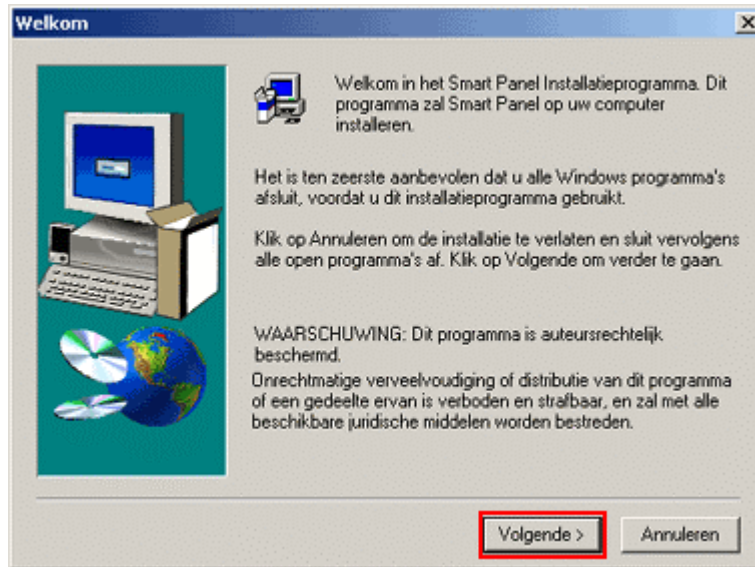 Welkom
Welkom in het Smart Panel Installatieprogramma. Dit
programma zal Smart Panel op uw computer
installeren.
Het is ten zeerste aanbevolen dat u alle Windows programma's
afsluit, voordat u dit installatieprogramma gebruikt.
Klik op Annuleren om de installatie te verlaten en sluit vervolgens
alle open programma's af. Klik op Volgende om verder te gaan.
WAARSCHUWING: Dit programma is auteursrechtelijk
beschermd.
Onrechtmatige verveelvoudiging of distributie van dit programma
of een gedeelte ervan is verboden en strafbaar, en zal met alle
beschikbare juridische middelen worden bestreden.
Volgende >
Annuleren